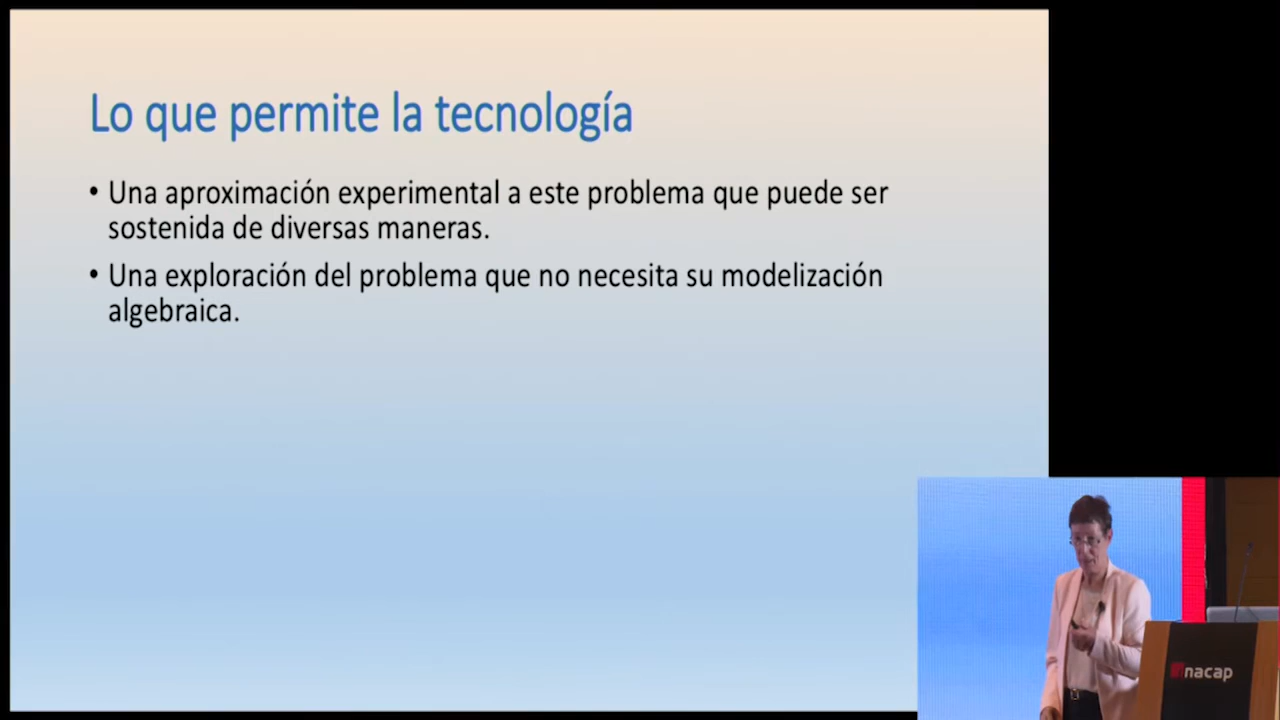 Lo que permite la tecnología
• Una aproximación experimental a este problema que puede ser
sostenida de diversas maneras.
• Una exploración del problema que no necesita su modelización
algebraica.
inacap